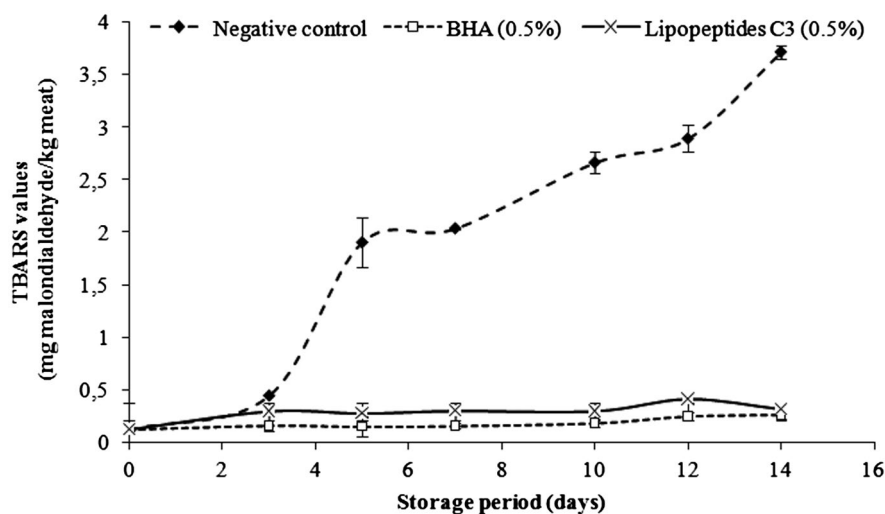 4
Negative control
BHA (0.5%)
Lipopeptides C3 (0.5%)
3,5
3
2,5
2
1,5
1
0,5
0
TBARS values
(mg malondialdehyde/kg meat)
0 2 4 6 8 10 12 14 16
Storage period (days)